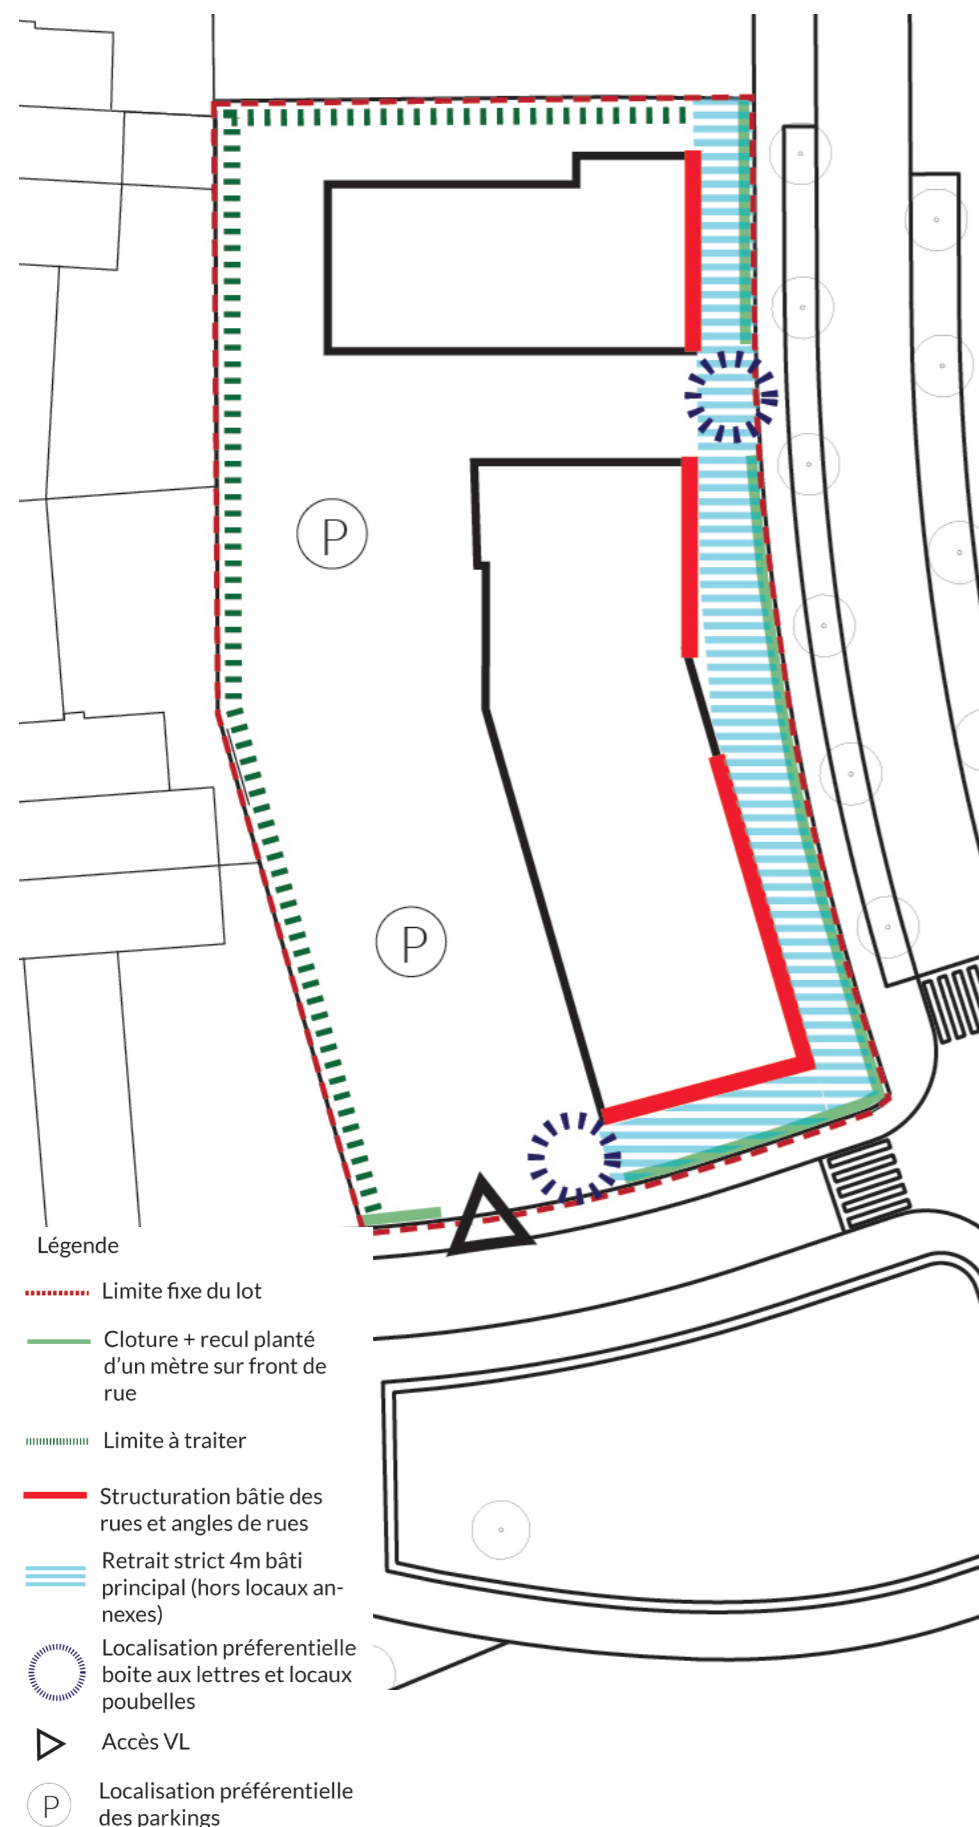 P
P
Légende
Limite fixe du lot
Cloture + recul planté
d'un mètre sur front de
rue
Limite à traiter
Structuration bâtie des
rues et angles de rues
Retrait strict 4m bâti
principal (hors locaux an-
nexes)
Localisation préferentielle
boite aux lettres et locaux
poubelles
Accès VL
P
Localisation préférentielle
des parkings